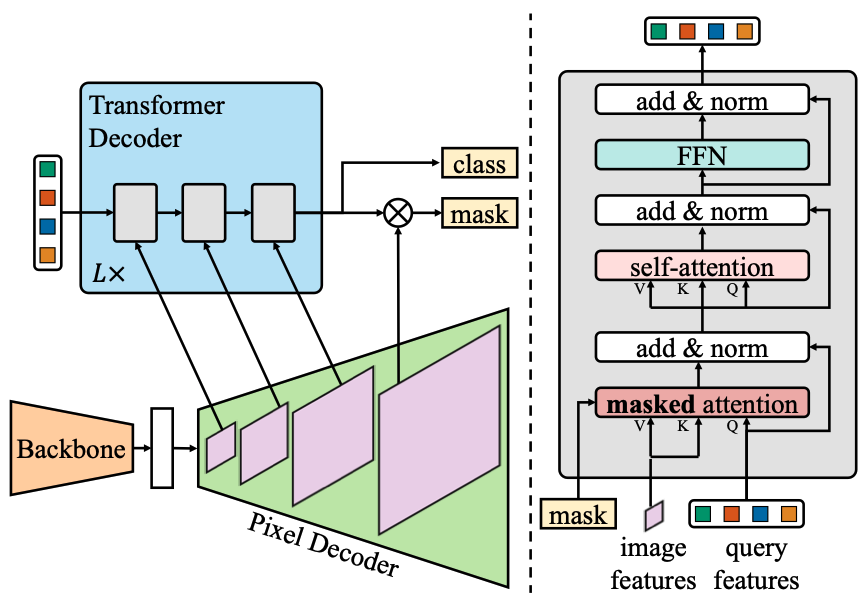 Transformer
Decoder
L×
class
mask
Backbone
Pixel Decoder
add & norm
FFN
add & norm
self-attention
V K Q
add & norm
masked attention
V K Q
mask
image
features
query
features